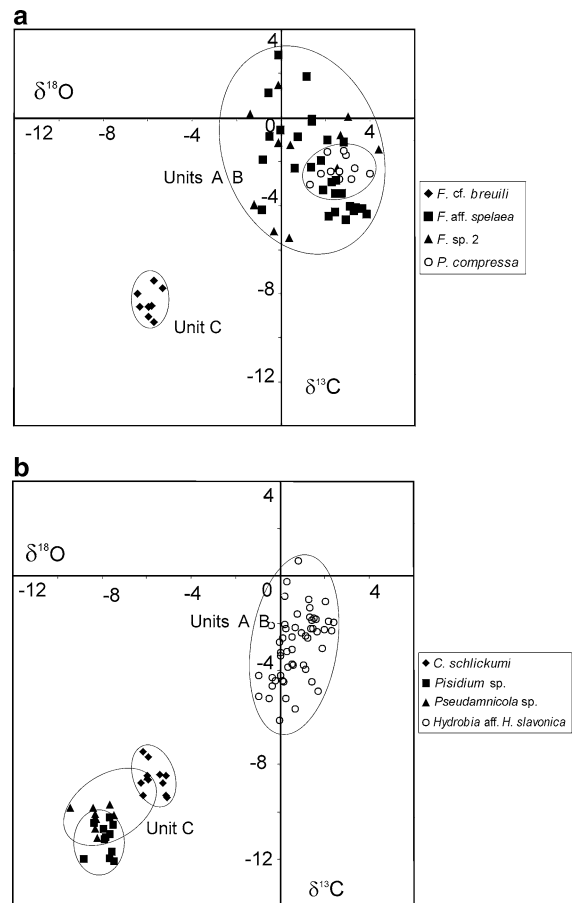 a
4
δ18O
-12
-8
-4
0
4
Units A B
-4
-8
Unit C
-12
δ13C
F. cf. breuili
F. aff. spelaea
F. sp. 2
P. compressa
b
4
δ18O
-12
-8
-4
0
4
Units A B
-4
-8
Unit C
-12
δ13C
C. schlickumi
Pisidium sp.
Pseudamnicola sp.
Hydrobia aff. H. slavonica